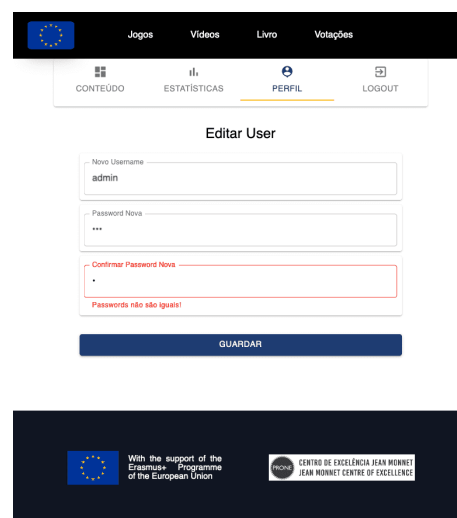 Jogos Vídeos Livro Votações
CONTEÚDO ESTATÍSTICAS PERFIL LOGOUT
Editar User
Novo Username
admin
Password Nova
•••
Confirmar Password Nova
•
Passwords não são iguais!
GUARDAR
With the support of the
Erasmus+ Programme
of the European Union
PRONE
CENTRO DE EXCELÊNCIA JEAN MONNET
JEAN MONNET CENTRE OF EXCELLENCE